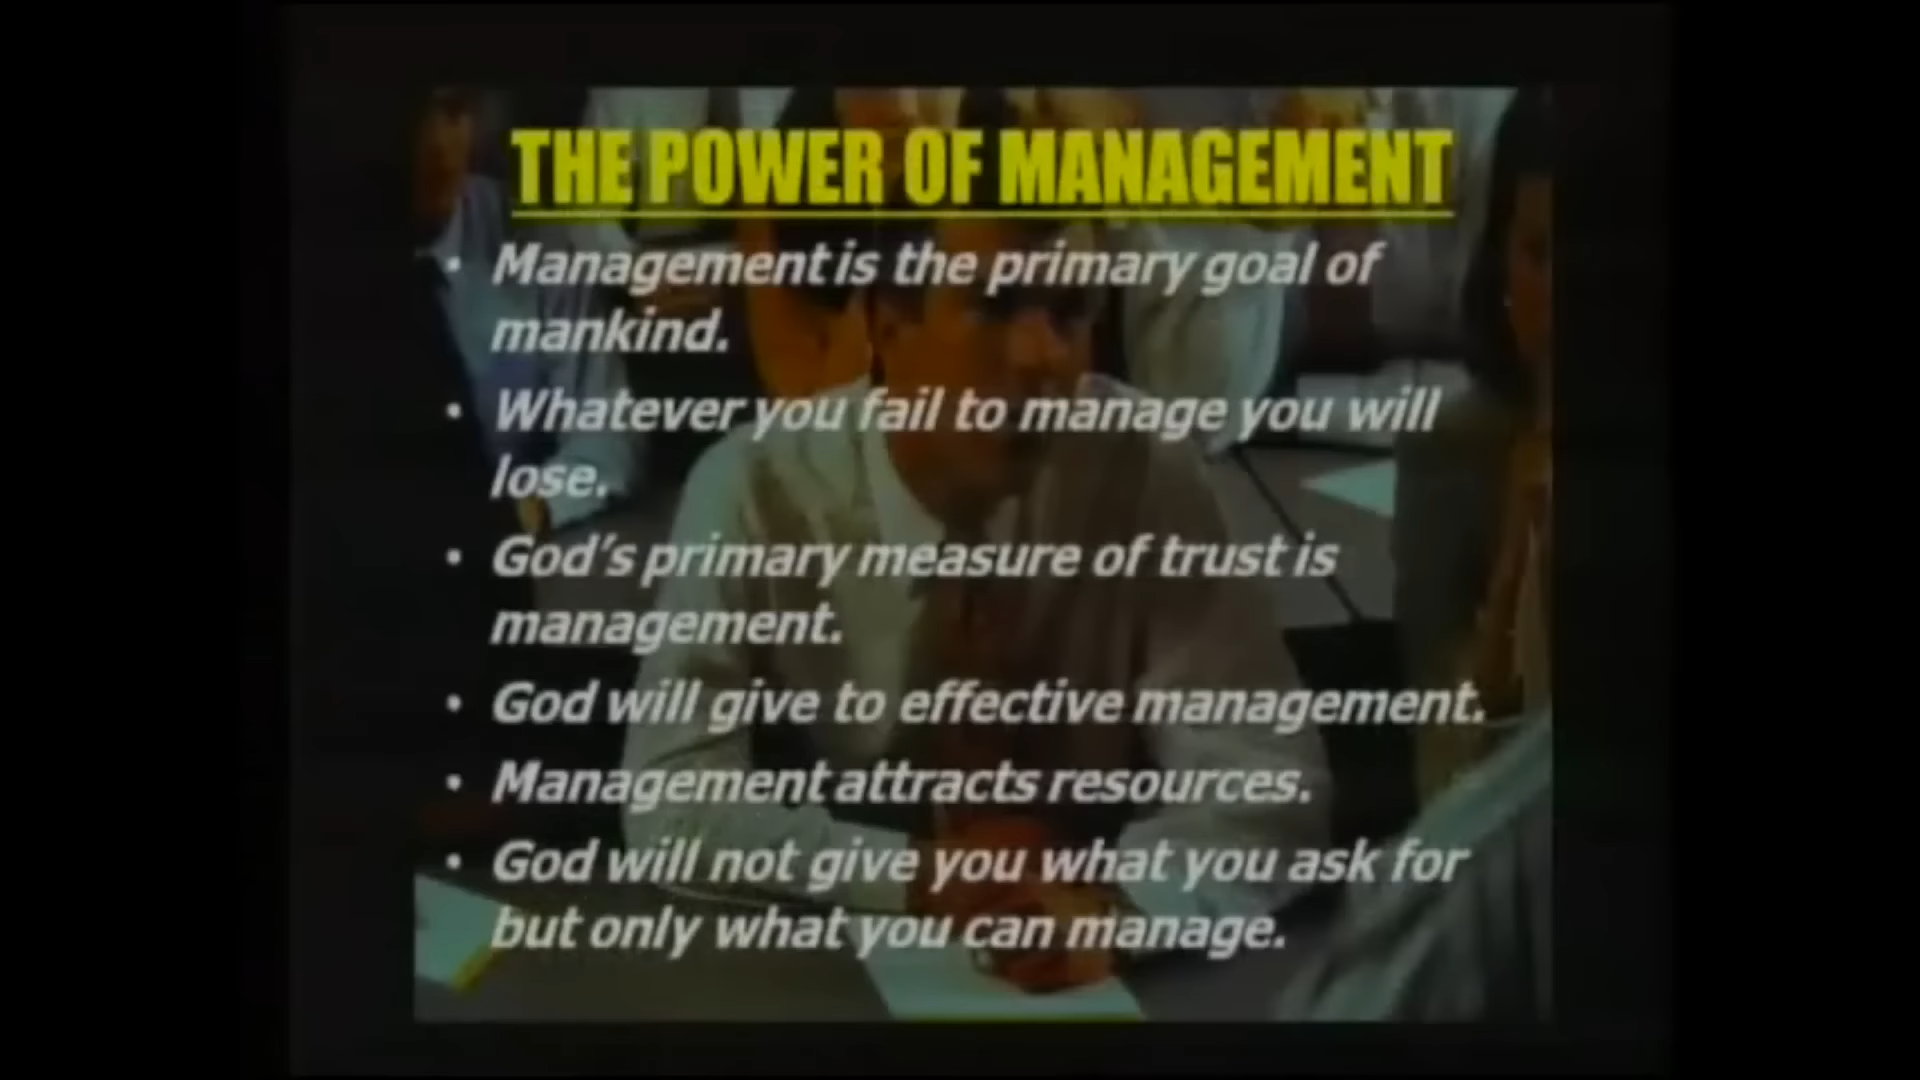 THE POWER OF MANAGEMENT
• Management is the primary goal of
mankind.
• Whatever you fail to manage you will
lose.
• God's primary measure of trust is
management.
• God will give to effective management.
• Management attracts resources.
• God will not give you what you ask for
but only what you can manage.